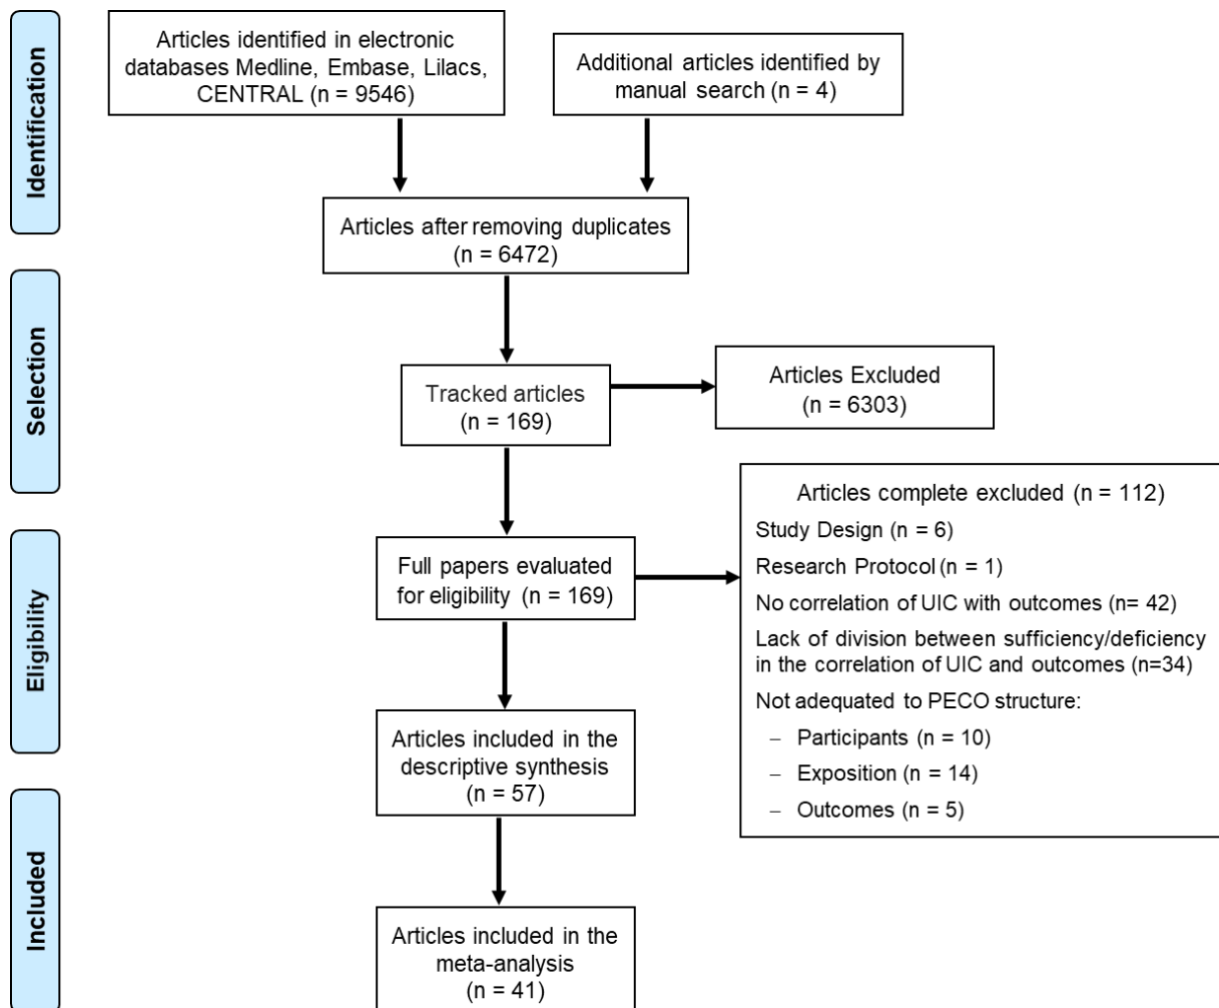 Identification
Articles identified in electronic
databases Medline, Embase, Lilacs,
CENTRAL (n = 9546)
Additional articles identified by
manual search (n = 4)
Articles after removing duplicates
(n = 6472)
Selection
Tracked articles
(n = 169)
Articles Excluded
(n = 6303)
Eligibility
Full papers evaluated
for eligibility (n = 169)
Articles complete excluded (n = 112)
Study Design (n = 6)
Research Protocol (n = 1)
No correlation of UIC with outcomes (n= 42)
Lack of division between sufficiency/deficiency
in the correlation of UIC and outcomes (n=34)
Not adequated to PECO structure:
– Participants (n = 10)
– Exposition (n = 14)
– Outcomes (n = 5)
Articles included in the
descriptive synthesis
(n = 57)
Included
Articles included in the
meta-analysis
(n = 41)